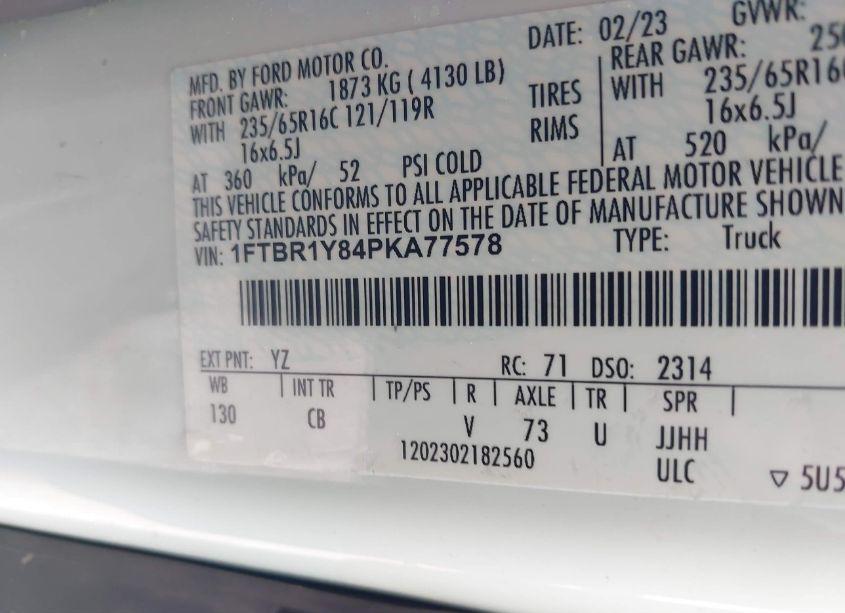 MFD. BY FORD MOTOR CO.
DATE: 02/23
GVWR:
FRONT GAWR: 1873 KG ( 4130 LB)
REAR GAWR:
WITH 235/65R16C 121/119R TIRES
WITH 235/65R16C
16x6.5J RIMS
16x6.5J
AT 360 kPa/ 52 PSI COLD
AT 520 kPa/
THIS VEHICLE CONFORMS TO ALL APPLICABLE FEDERAL MOTOR VEHICLE
SAFETY STANDARDS IN EFFECT ON THE DATE OF MANUFACTURE SHOWN
VIN: 1FTBR1Y84PKA77578 TYPE: Truck
EXT PNT: YZ RC: 71 DSO: 2314
WB INT TR TP/PS R AXLE TR SPR
130 CB V 73 U JJHH
1202302182560 ULC
▽ 5U5